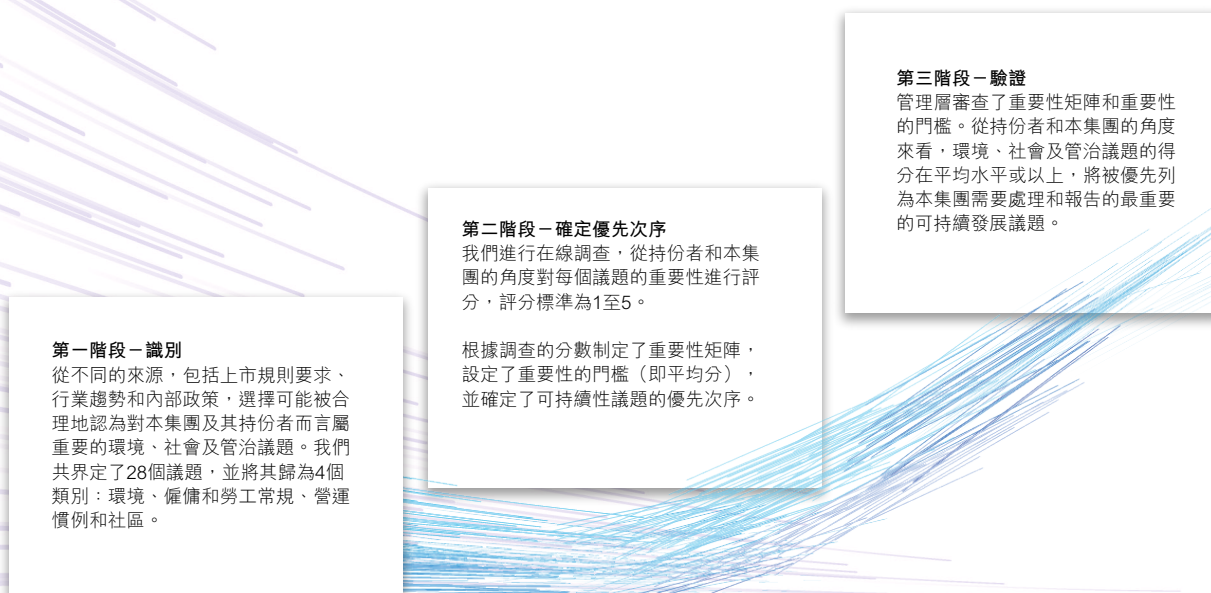 第一階段－識別
從不同的來源，包括上市規則要求、
行業趨勢和內部政策，選擇可能被合
理地認為對本集團及其持份者而言屬
重要的環境、社會及管治議題。我們
共界定了28個議題，並將其歸為4個
類別：環境、僱傭和勞工常規、營運
慣例和社區。
第二階段－確定優先次序
我們進行在線調查，從持份者和本集
團的角度對每個議題的重要性進行評
分，評分標準為1至5。
根據調查的分數制定了重要性矩陣，
設定了重要性的門檻（即平均分），
並確定了可持續性議題的優先次序。
第三階段－驗證
管理層審查了重要性矩陣和重要性
的門檻。從持份者和本集團的角度
來看，環境、社會及管治議題的得
分在平均水平或以上，將被優先列
為本集團需要處理和報告的最重要
的可持續發展議題。